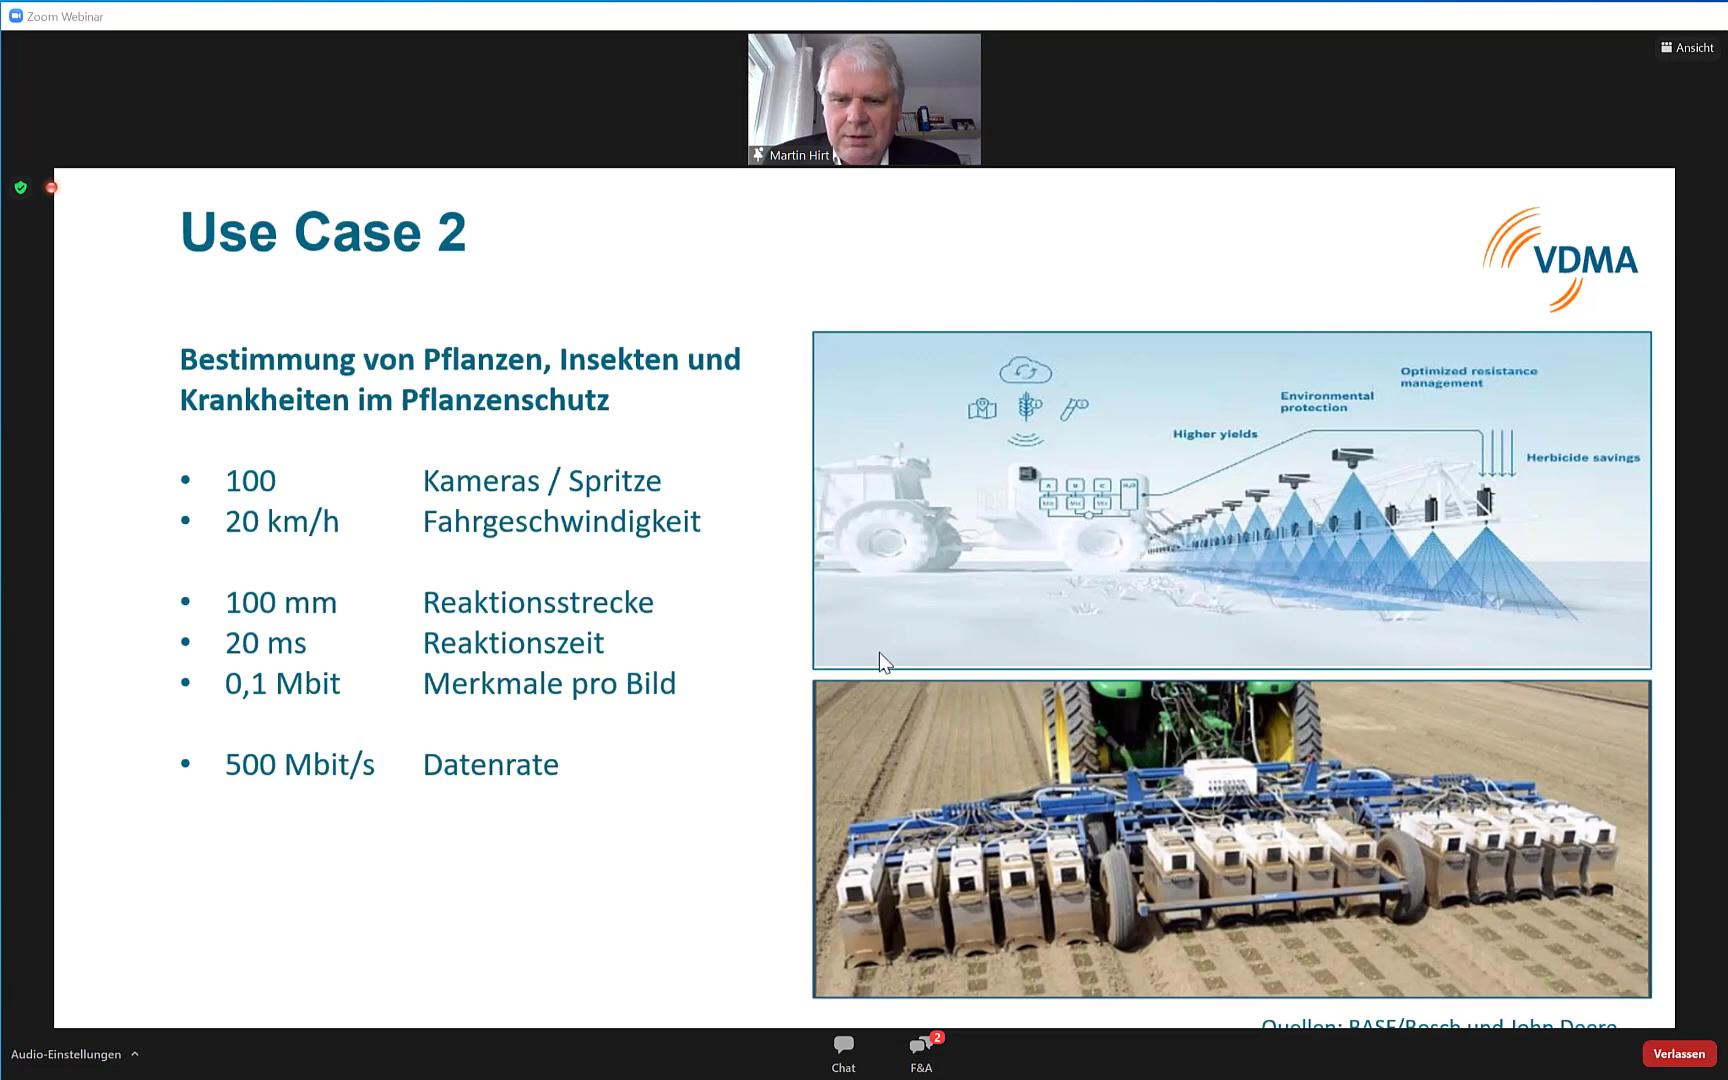 Zoom Webinar
Ansicht
Martin Hirt
Use Case 2
VDMA
Bestimmung von Pflanzen, Insekten und
Krankheiten im Pflanzenschutz
• 100 Kameras / Spritze
• 20 km/h Fahrgeschwindigkeit
• 100 mm Reaktionsstrecke
• 20 ms Reaktionszeit
• 0,1 Mbit Merkmale pro Bild
• 500 Mbit/s Datenrate
Optimized resistance
management
Environmental
protection
Higher yields
Herbicide savings
Quellen: BASF/Bosch und John Deere
Audio-Einstellungen
Chat
2
F&A
Verlassen